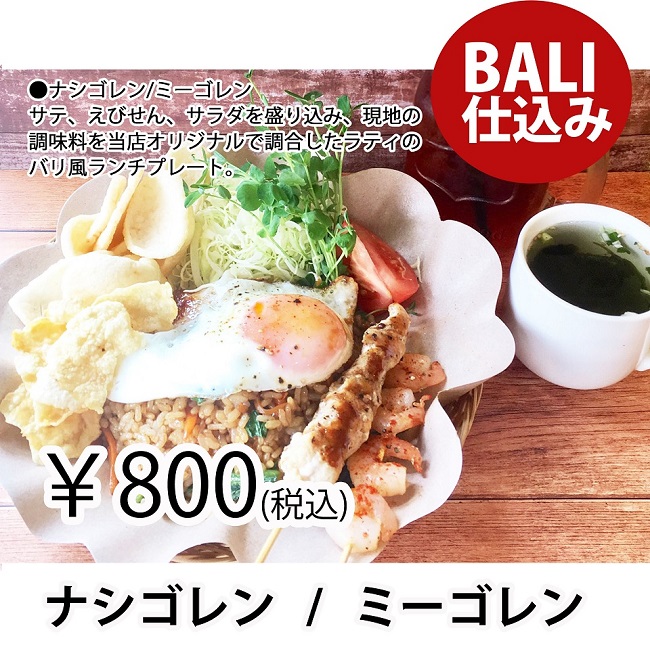 BALI
仕込み
●ナシゴレン/ミーゴレン
サテ、えびせん、サラダを盛り込み、現地の
調味料を当店オリジナルで調合したラティの
バリ風ランチプレート。
￥800(税込)
ナシゴレン / ミーゴレン